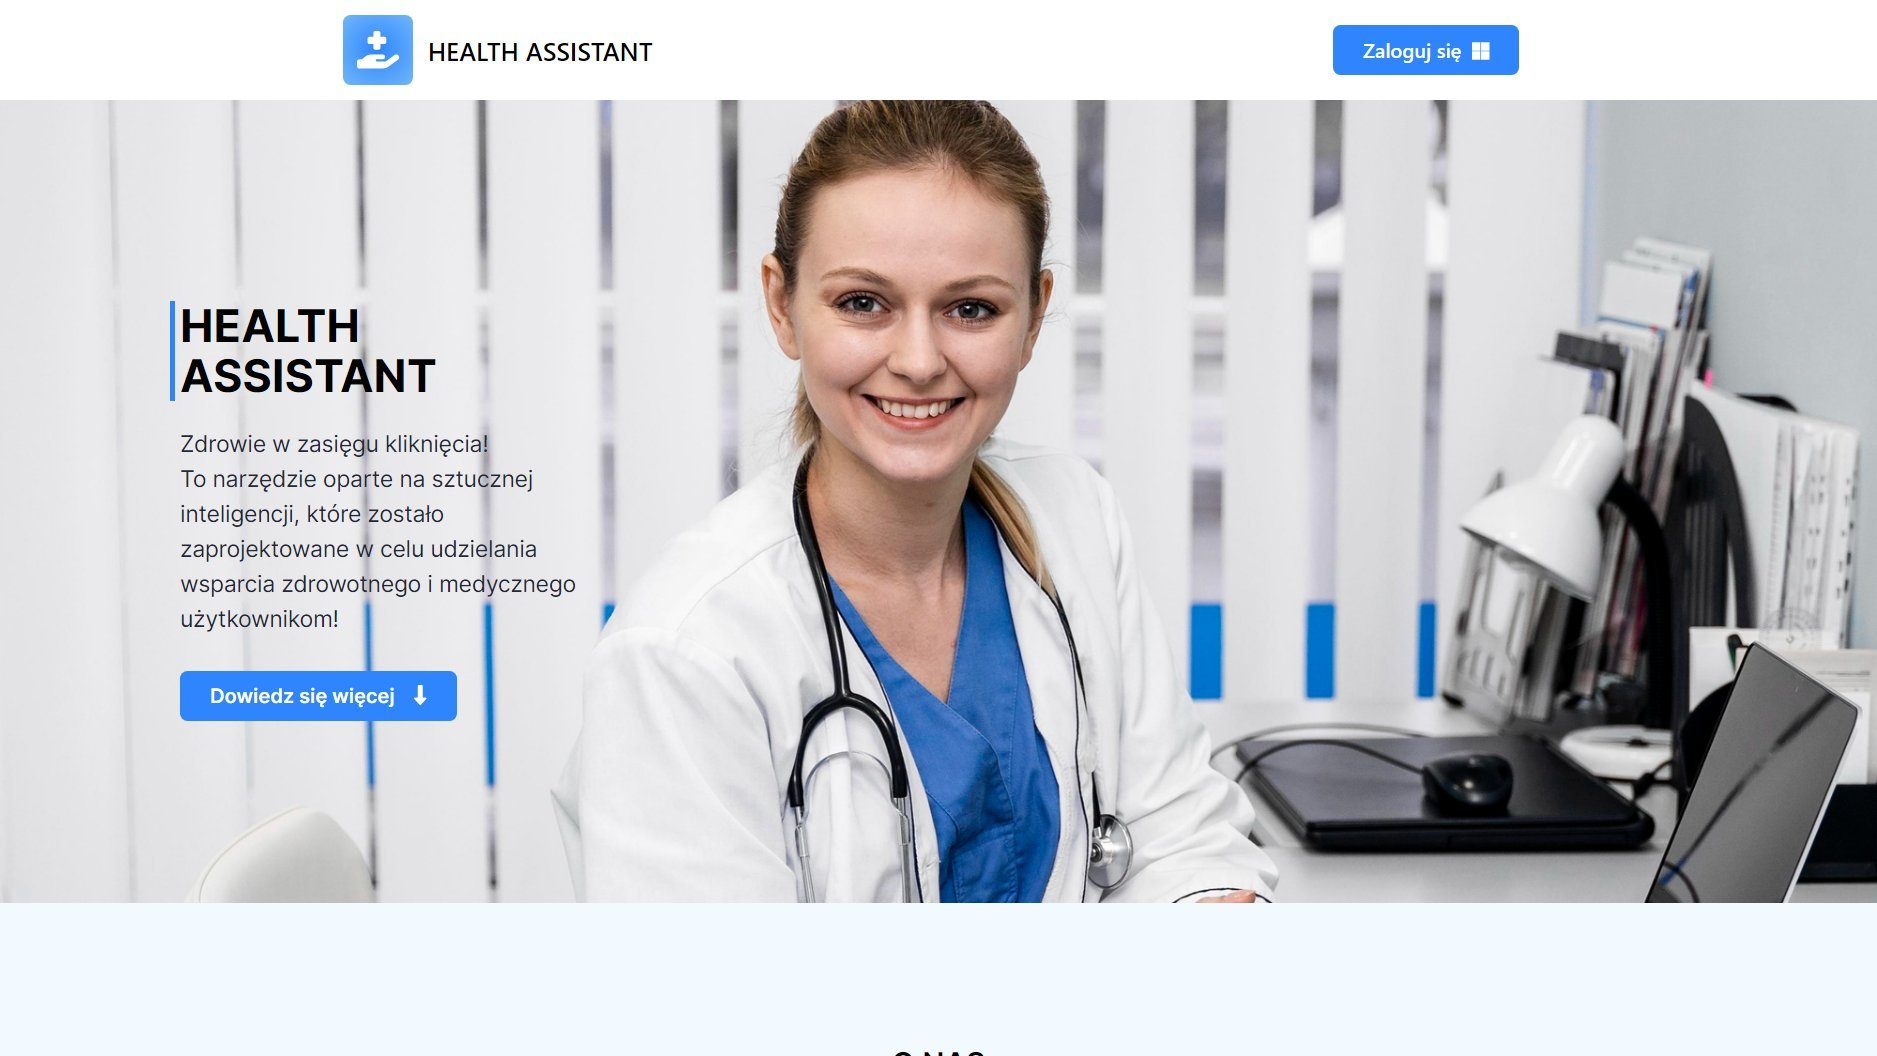 HEALTH ASSISTANT
Zaloguj się
HEALTH
ASSISTANT
Zdrowie w zasięgu kliknięcia!
To narzędzie oparte na sztucznej
inteligencji, które zostało
zaprojektowane w celu udzielania
wsparcia zdrowotnego i medycznego
użytkownikom!
Dowiedz się więcej
O NAS